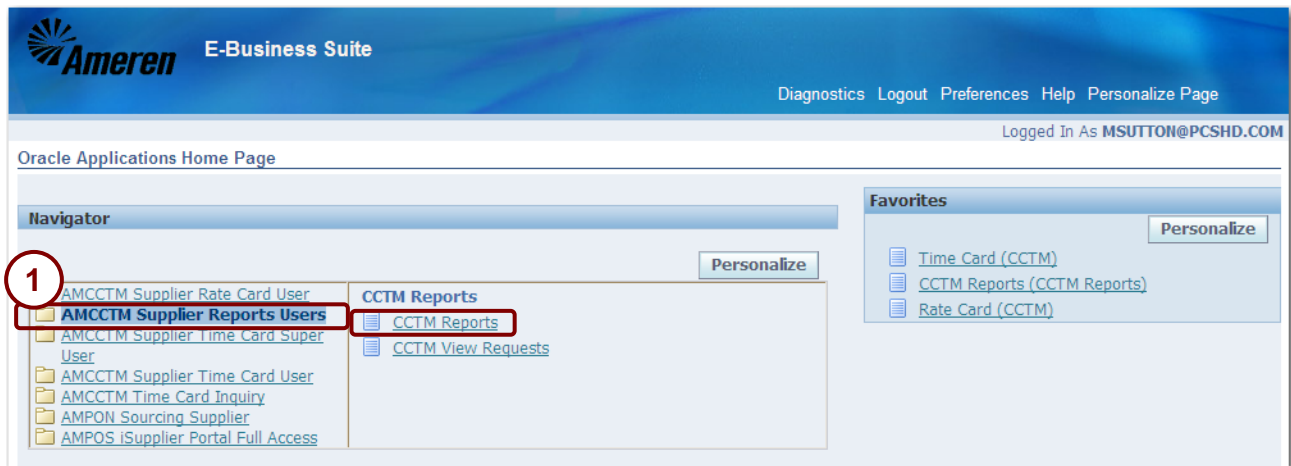 Ameren
E-Business Suite
Diagnostics Logout Preferences Help Personalize Page
Logged In As MSUTTON@PCSHD.COM
Oracle Applications Home Page
Navigator
Personalize
1
AMCCTM Supplier Rate Card User
AMCCTM Supplier Reports Users
AMCCTM Supplier Time Card Super
User
AMCCTM Supplier Time Card User
AMCCTM Time Card Inquiry
AMPON Sourcing Supplier
AMPOS iSupplier Portal Full Access
CCTM Reports
CCTM Reports
CCTM View Requests
Favorites
Personalize
Time Card (CCTM)
CCTM Reports (CCTM Reports)
Rate Card (CCTM)